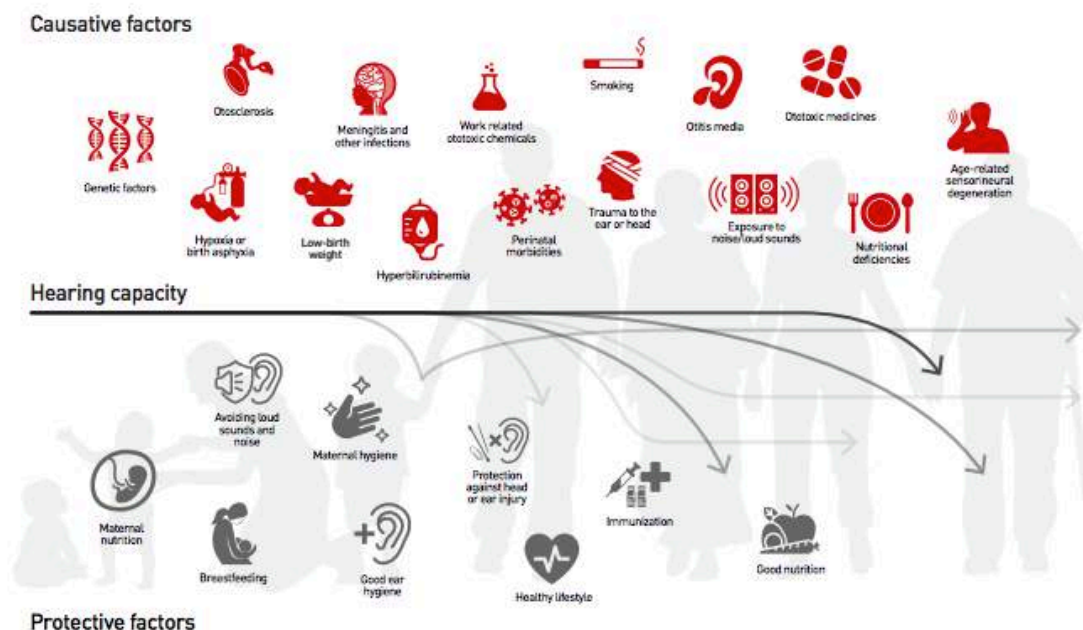 Causative factors
Otosclerosis
Meningitis and
other infections
Work related
ototoxic chemicals
Smoking
Otitis media
Ototoxic medicines
Genetic factors
Age-related
sensorineural
degeneration
Hypoxia or
birth asphyxia
Low-birth
weight
Hyperbilirubinemia
Perinatal
morbidities
Trauma to the
ear or head
Exposure to
noise/loud sounds
Nutritional
deficiencies
Hearing capacity
Avoiding loud
sounds and
noise
Maternal hygiene
Protection
against head
or ear injury
Immunization
Maternal
nutrition
Breastfeeding
Good ear
hygiene
Healthy lifestyle
Good nutrition
Protective factors